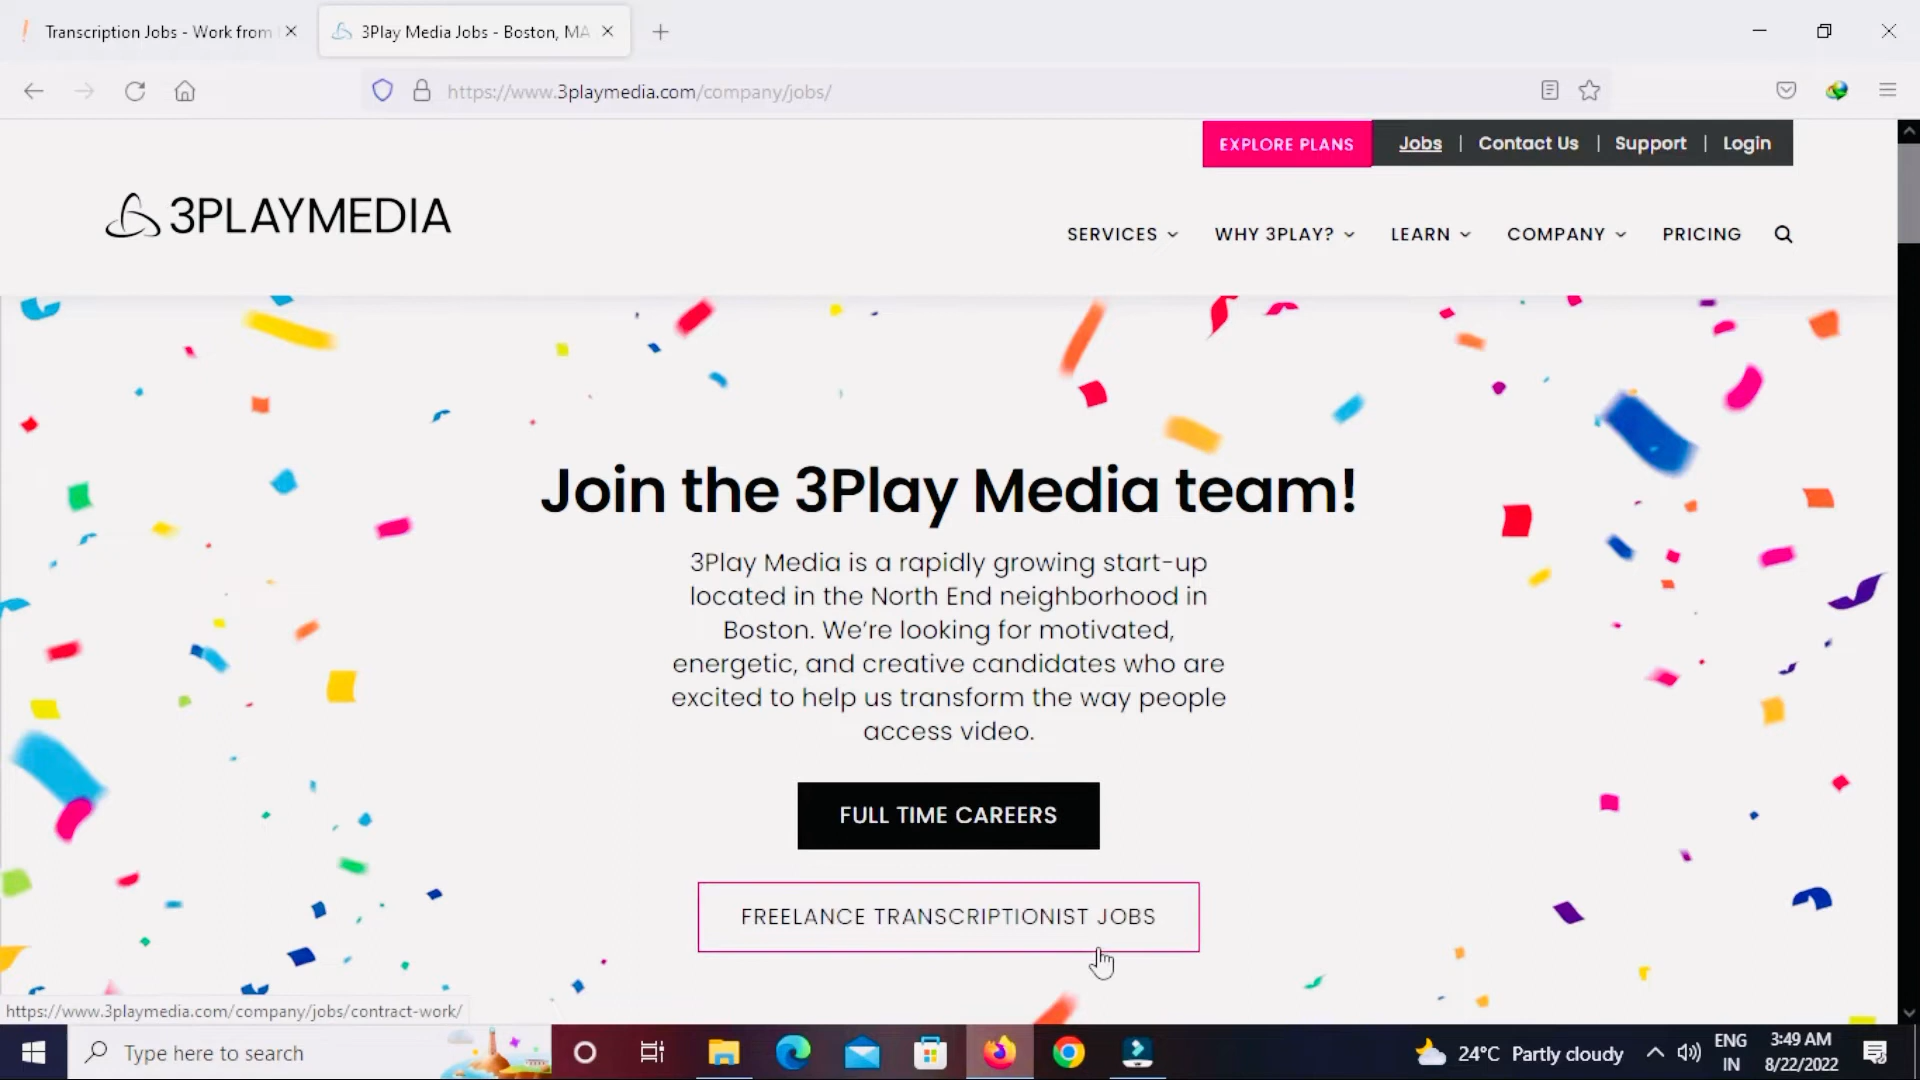 Transcription Jobs - Work from
3Play Media Jobs - Boston, MA
https://www.3playmedia.com/company/jobs/
EXPLORE PLANS
Jobs | Contact Us | Support | Login
3PLAYMEDIA
SERVICES
WHY 3PLAY?
LEARN
COMPANY
PRICING
Join the 3Play Media team!
3Play Media is a rapidly growing start-up
located in the North End neighborhood in
Boston. We're looking for motivated,
energetic, and creative candidates who are
excited to help us transform the way people
access video.
FULL TIME CAREERS
FREELANCE TRANSCRIPTIONIST JOBS
https://www.3playmedia.com/company/jobs/contract-work/
Type here to search
24°C Partly cloudy
ENG
IN
3:49 AM
8/22/2022